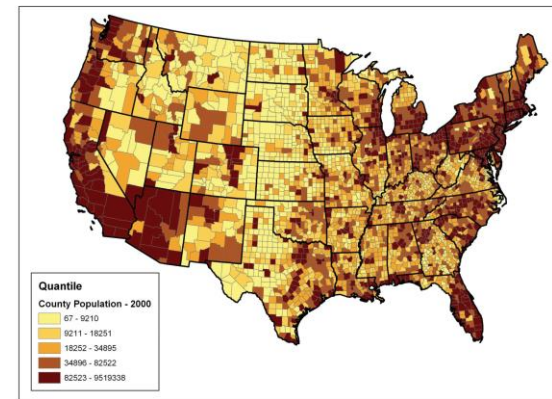 Quantile
County Population - 2000
67 - 9210
9211 - 18251
18252 - 34895
34896 - 82522
82523 - 9519338